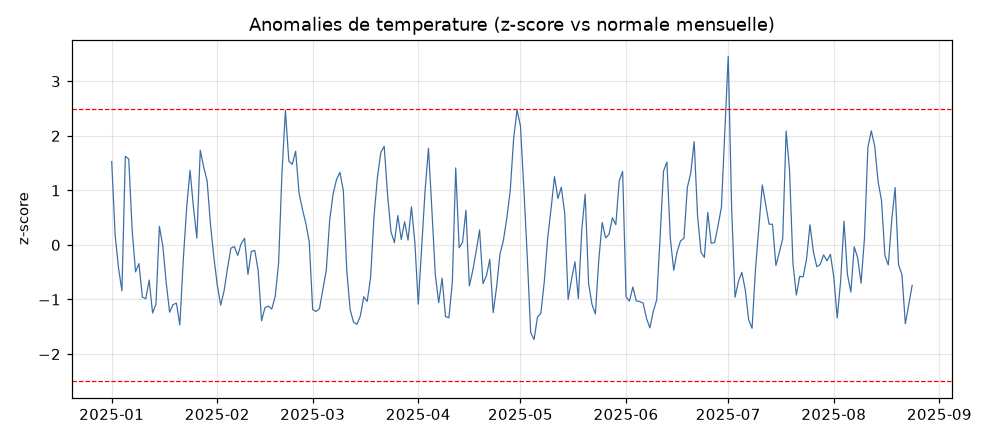 Anomalies de temperature (z-score vs normale mensuelle)
z-score
3
2
1
0
−1
−2
2025-01 2025-02 2025-03 2025-04 2025-05 2025-06 2025-07 2025-08 2025-09